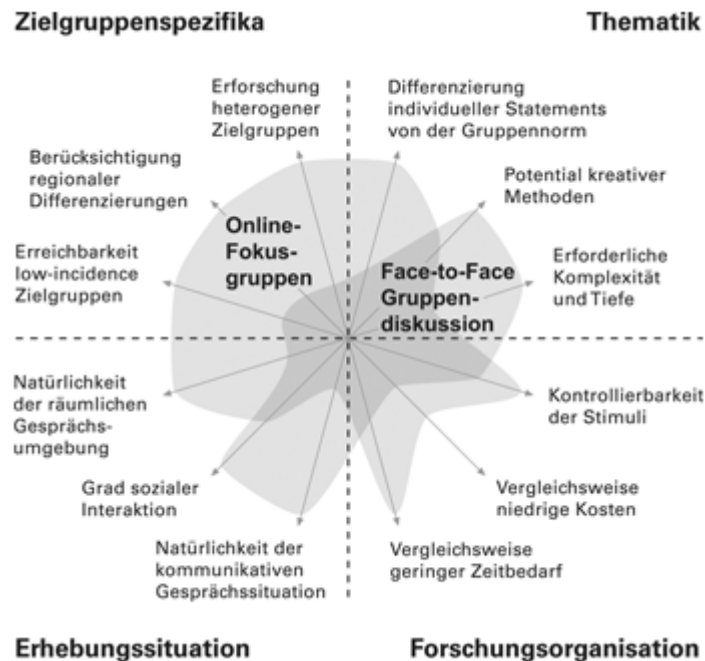 Zielgruppenspezifika
Thematik
Erforschung
heterogener
Zielgruppen
Differenzierung
individueller Statements
von der Gruppennorm
Berücksichtigung
regionaler
Differenzierungen
Potential kreativer
Methoden
Online-
Fokus-
gruppen
Erreichbarkeit
low-incidence
Zielgruppen
Face-to-Face
Gruppen-
diskussion
Erforderliche
Komplexität
und Tiefe
Natürlichkeit
der räumlichen
Gesprächs-
umgebung
Kontrollierbarkeit
der Stimuli
Grad sozialer
Interaktion
Vergleichsweise
niedrige Kosten
Natürlichkeit der
kommunikativen
Gesprächssituation
Vergleichsweise
geringer Zeitbedarf
Erhebungssituation
Forschungsorganisation